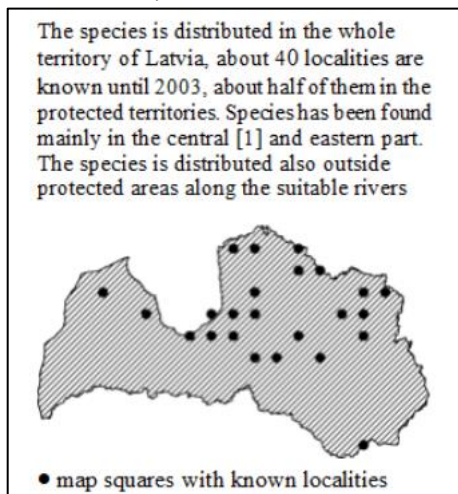 The species is distributed in the whole
territory of Latvia, about 40 localities are
known until 2003, about half of them in the
protected territories. Species has been found
mainly in the central [1] and eastern part.
The species is distributed also outside
protected areas along the suitable rivers
● map squares with known localities